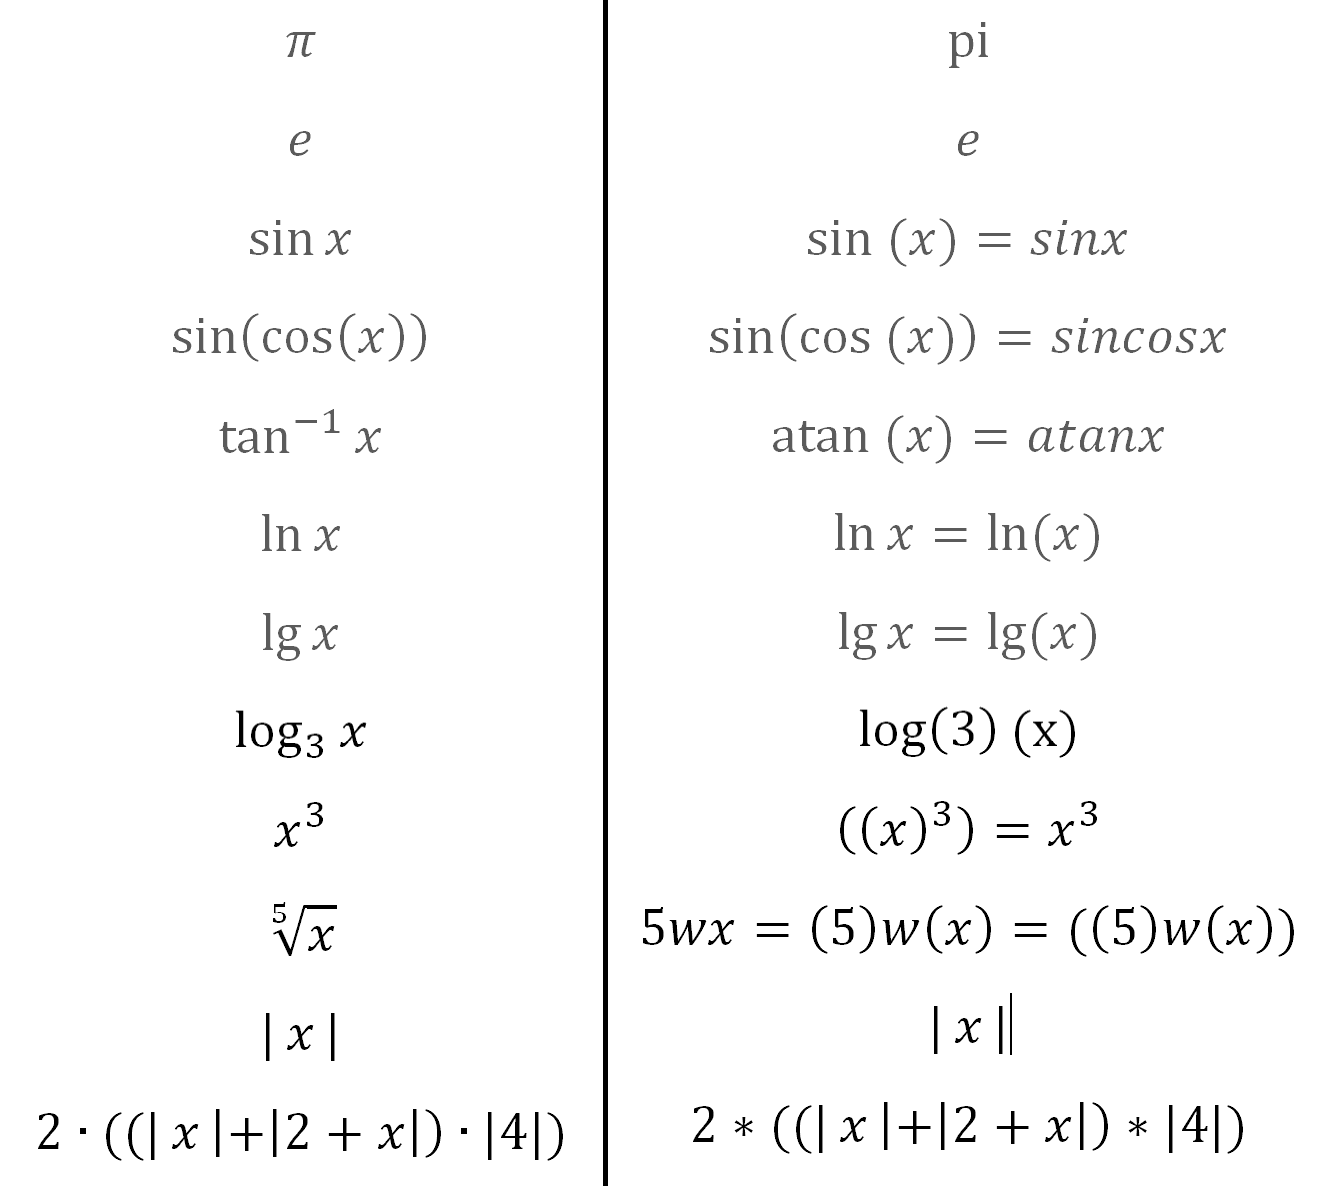 π pi
e e
sin x sin (x) = sinx
sin(cos(x)) sin(cos (x)) = sincosx
tan⁻¹ x atan (x) = atanx
ln x ln x = ln(x)
lg x lg x = lg(x)
log₃ x log(3) (x)
x³ ((x)³) = x³
⁵√x 5wx = (5)w(x) = ((5)w(x))
| x | | x |
2 · ((| x |+|2 + x|) · |4|) 2 * ((| x |+|2 + x|) * |4|)